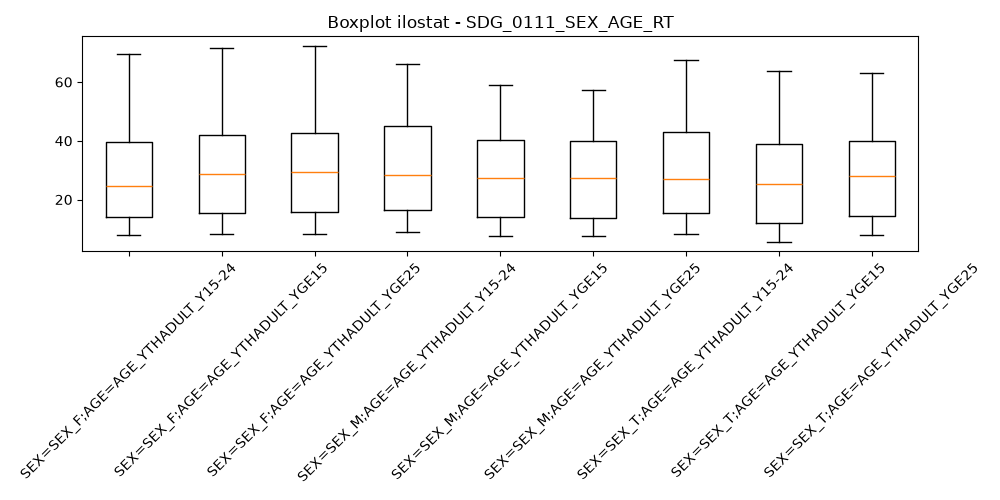 Boxplot ilostat - SDG_0111_SEX_AGE_RT
60
40
20
SEX=SEX_F;AGE=AGE_YTHADULT_Y15-24
SEX=SEX_F;AGE=AGE_YTHADULT_YGE15
SEX=SEX_F;AGE=AGE_YTHADULT_YGE25
SEX=SEX_M;AGE=AGE_YTHADULT_Y15-24
SEX=SEX_M;AGE=AGE_YTHADULT_YGE15
SEX=SEX_M;AGE=AGE_YTHADULT_YGE25
SEX=SEX_T;AGE=AGE_YTHADULT_Y15-24
SEX=SEX_T;AGE=AGE_YTHADULT_YGE15
SEX=SEX_T;AGE=AGE_YTHADULT_YGE25